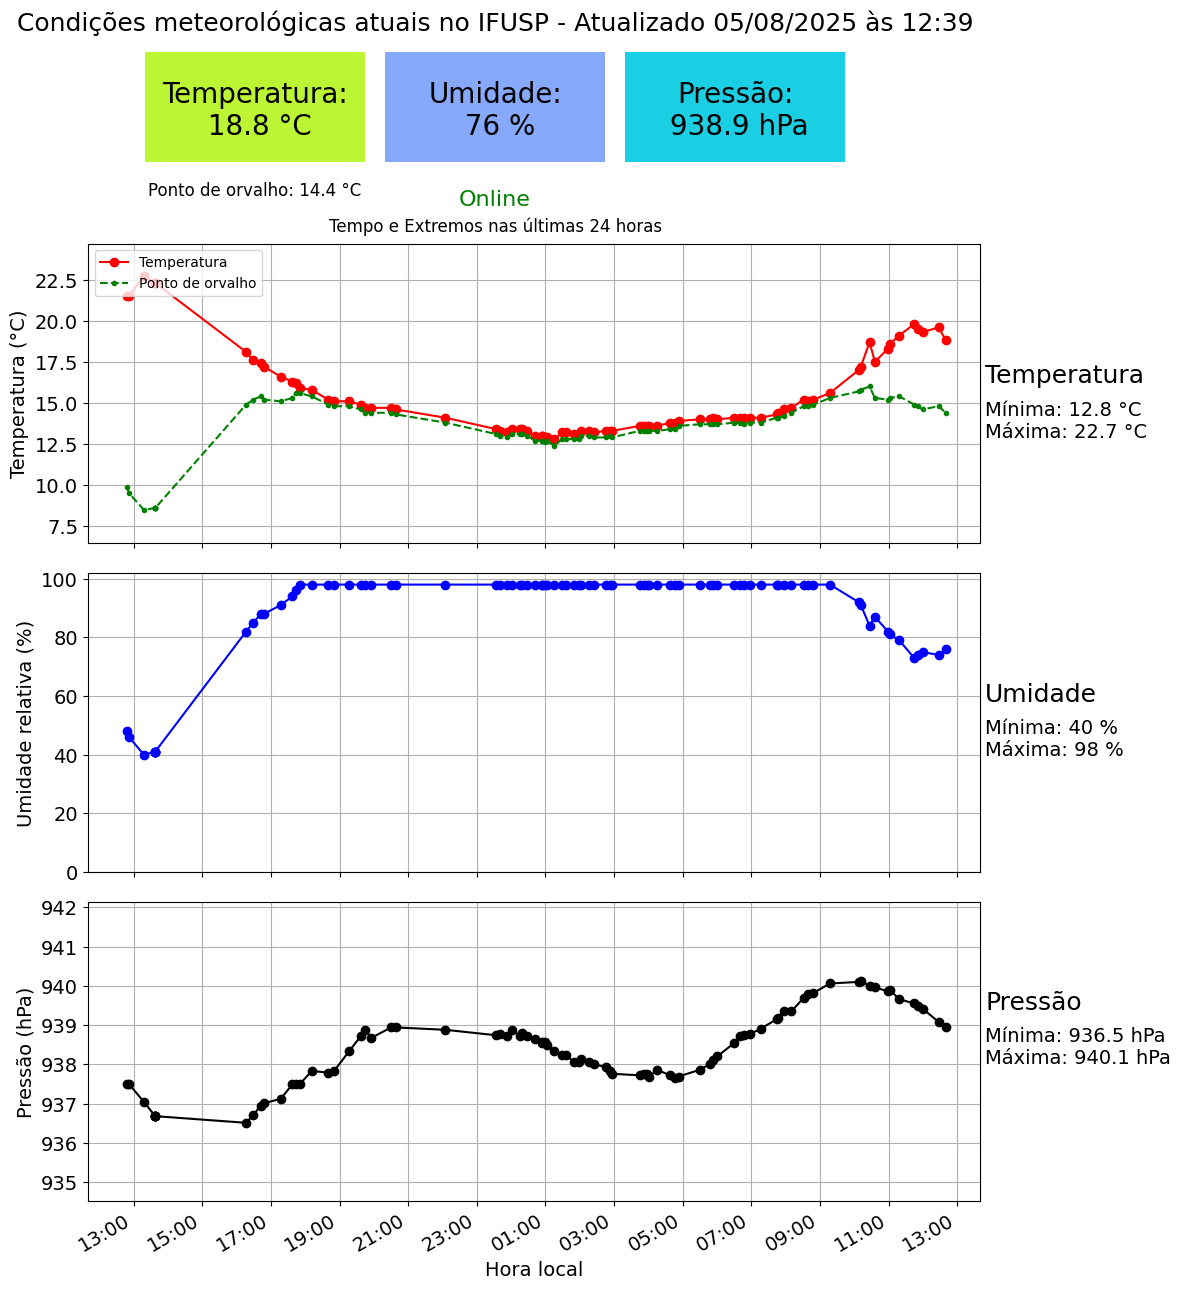 Condições meteorológicas atuais no IFUSP - Atualizado 05/08/2025 às 12:39
Temperatura:
18.8 °C
Umidade:
76 %
Pressão:
938.9 hPa
Ponto de orvalho: 14.4 °C
Online
Tempo e Extremos nas últimas 24 horas
Temperatura
Ponto de orvalho
Temperatura (°C)
22.5
20.0
17.5
15.0
12.5
10.0
7.5
Temperatura
Mínima: 12.8 °C
Máxima: 22.7 °C
Umidade relativa (%)
100
80
60
40
20
0
Umidade
Mínima: 40 %
Máxima: 98 %
Pressão (hPa)
942
941
940
939
938
937
936
935
Pressão
Mínima: 936.5 hPa
Máxima: 940.1 hPa
13:00 15:00 17:00 19:00 21:00 23:00 01:00 03:00 05:00 07:00 09:00 11:00 13:00
Hora local